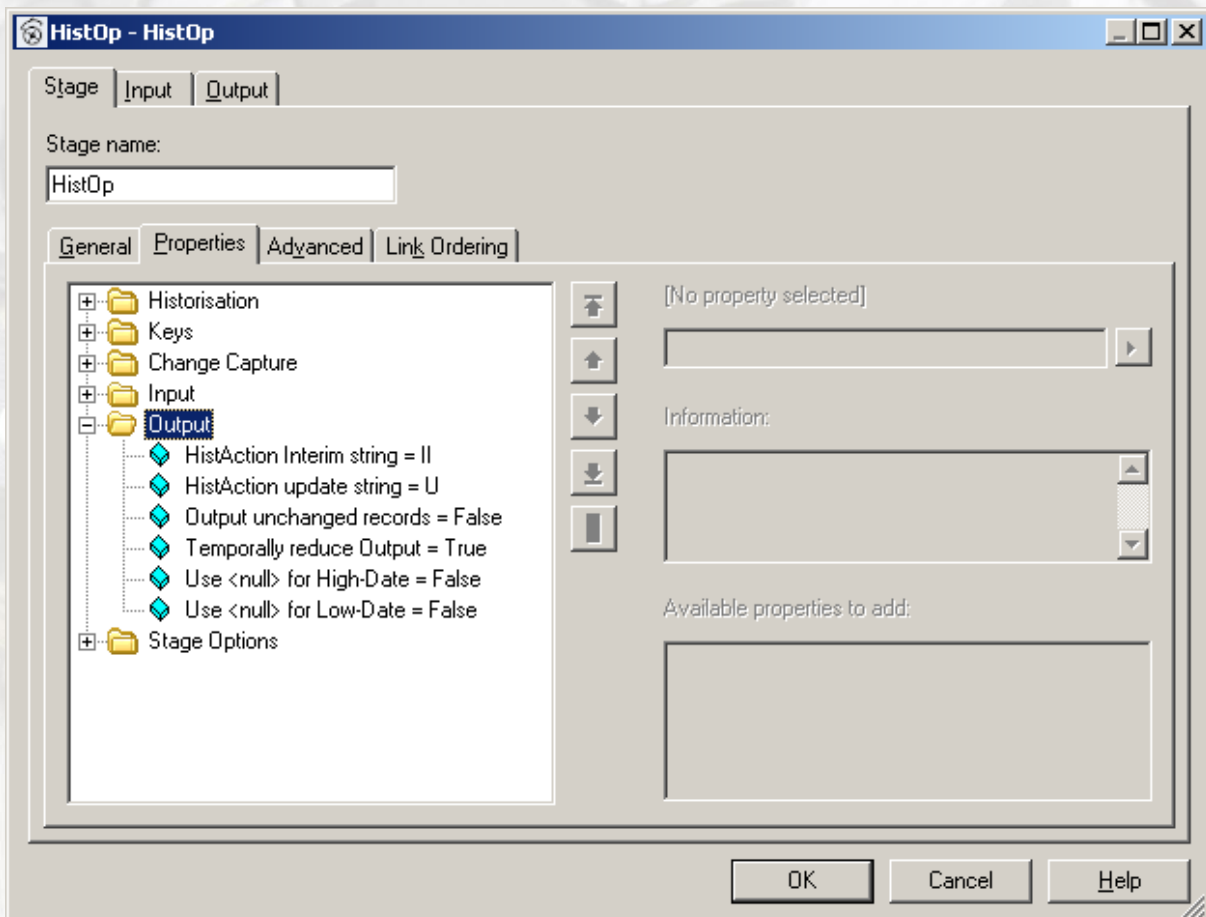 HistOp - HistOp
Stage Input Output
Stage name:
HistOp
General Properties Advanced Link Ordering
Historisation
Keys
Change Capture
Input
Output
HistAction Interim string = II
HistAction update string = U
Output unchanged records = False
Temporally reduce Output = True
Use <null> for High-Date = False
Use <null> for Low-Date = False
Stage Options
[No property selected]
Information:
Available properties to add:
OK Cancel Help